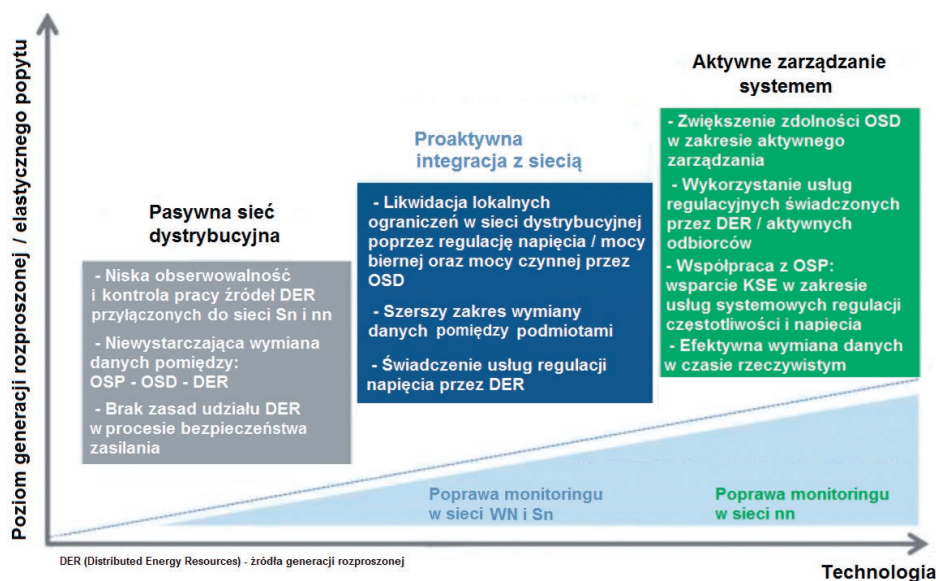 Poziom generacji rozproszonej / elastycznego popytu
Pasywna sieć
dystrybucyjna
- Niska obserwowalność
i kontrola pracy źródeł DER
przyłączonych do sieci Sn i nn
- Niewystarczająca wymiana
danych pomiędzy:
OSP - OSD - DER
- Brak zasad udziału DER
w procesie bezpieczeństwa
zasilania
Proaktywna
integracja z siecią
- Likwidacja lokalnych
ograniczeń w sieci dystrybucyjnej
poprzez regulację napięcia / mocy
biernej oraz mocy czynnej przez
OSD
- Szerszy zakres wymiany
danych pomiędzy podmiotami
- Świadczenie usług regulacji
napięcia przez DER
Aktywne zarządzanie
systemem
- Zwiększenie zdolności OSD
w zakresie aktywnego
zarządzania
- Wykorzystanie usług
regulacyjnych świadczonych
przez DER / aktywnych
odbiorców
- Współpraca z OSP:
wsparcie KSE w zakresie
usług systemowych regulacji
częstotliwości i napięcia
- Efektywna wymiana danych
w czasie rzeczywistym
Poprawa monitoringu
w sieci WN i Sn
Poprawa monitoringu
w sieci nn
DER (Distributed Energy Resources) - źródła generacji rozproszonej
Technologia